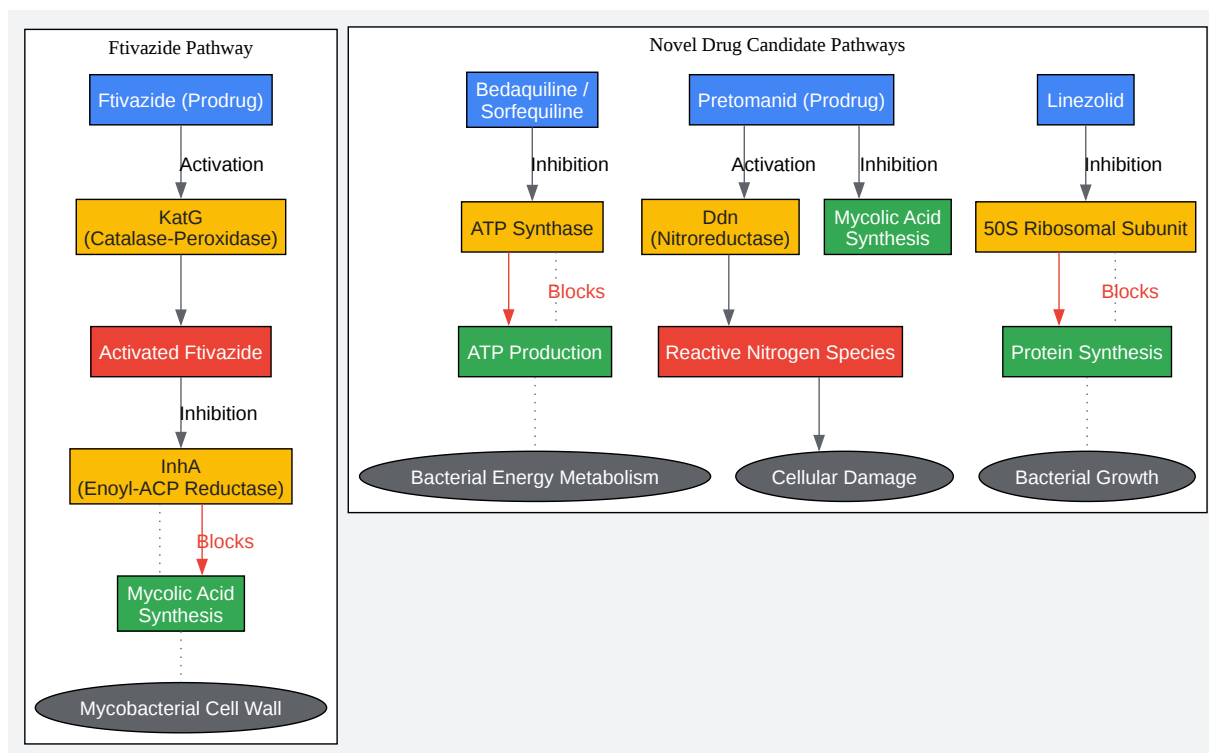 Ftivazide Pathway
Ftivazide (Prodrug)
Activation
KatG
(Catalase-Peroxidase)
Activated Ftivazide
Inhibition
InhA
(Enoyl-ACP Reductase)
Blocks
Mycolic Acid
Synthesis
Mycobacterial Cell Wall
Novel Drug Candidate Pathways
Bedaquiline /
Sorfequiline
Inhibition
ATP Synthase
Blocks
ATP Production
Bacterial Energy Metabolism
Pretomanid (Prodrug)
Activation
Inhibition
Ddn
(Nitroreductase)
Mycolic Acid
Synthesis
Reactive Nitrogen Species
Cellular Damage
Linezolid
Inhibition
50S Ribosomal Subunit
Blocks
Protein Synthesis
Bacterial Growth